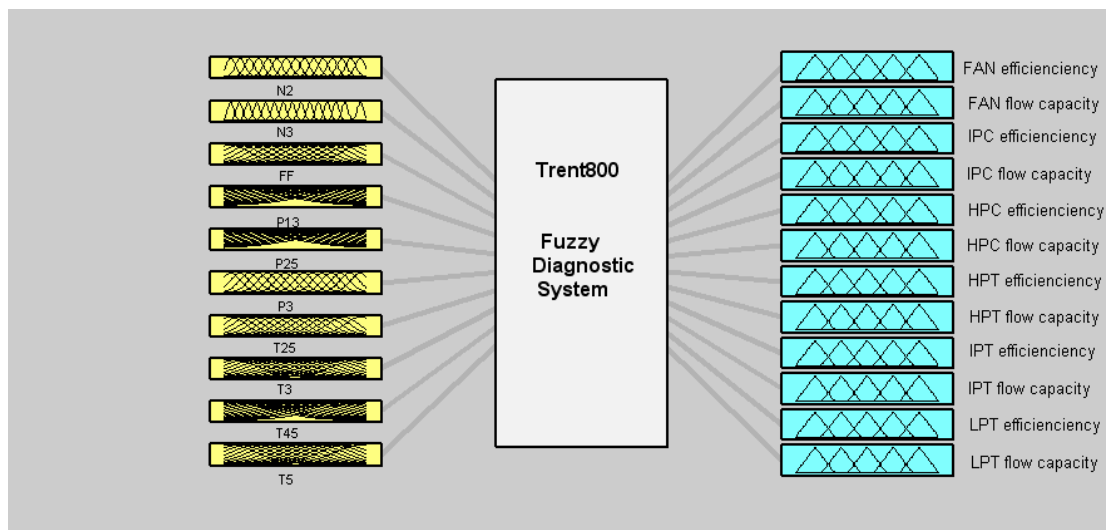 N2
N3
FF
P13
P25
P3
T25
T3
T45
T5
Trent800
Fuzzy
Diagnostic
System
FAN efficienciency
FAN flow capacity
IPC efficienciency
IPC flow capacity
HPC efficienciency
HPC flow capacity
HPT efficienciency
HPT flow capacity
IPT efficienciency
IPT flow capacity
LPT efficienciency
LPT flow capacity